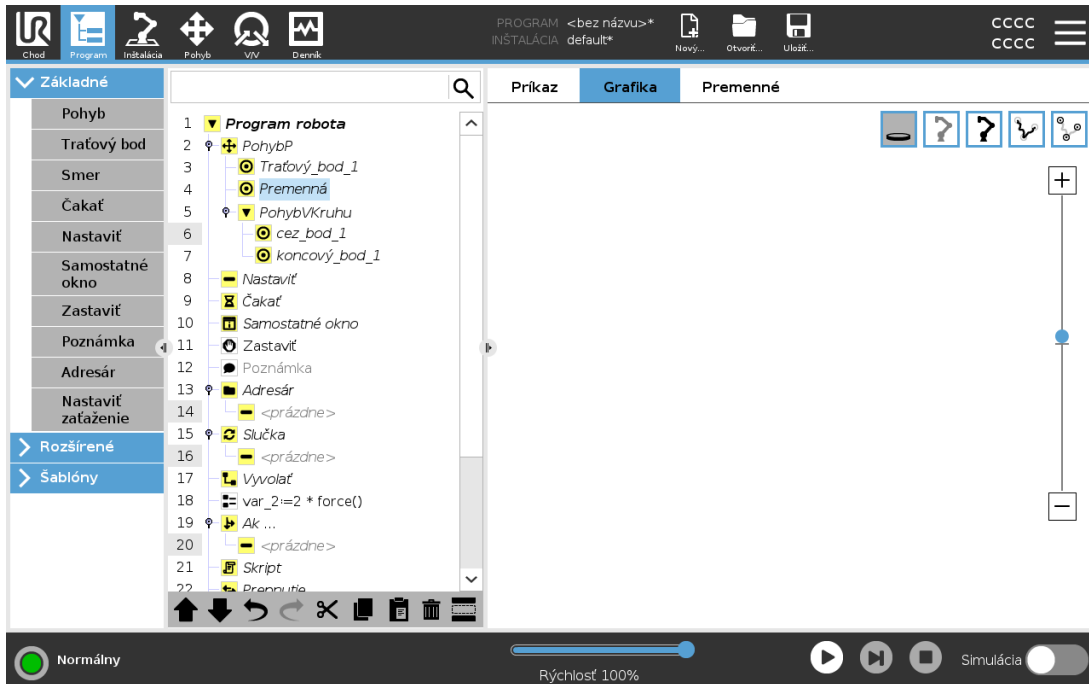 Chod
Program
Inštalácia
Pohyb
V/V
Denník
PROGRAM <bez názvu>*
INŠTALÁCIA default*
Nový...
Otvoriť...
Uložiť...
CCCC
CCCC
Základné
Pohyb
Traťový bod
Smer
Čakať
Nastaviť
Samostatné
okno
Zastaviť
Poznámka
Adresár
Nastaviť
zaťaženie
Rozšírené
Šablóny
1 Program robota
2 PohybP
3 Traťový_bod_1
4 Premenná
5 PohybVKruhu
6 cez_bod_1
7 koncový_bod_1
8 Nastaviť
9 Čakať
10 Samostatné okno
11 Zastaviť
12 Poznámka
13 Adresár
14 <prázdne>
15 Slučka
16 <prázdne>
17 Vyvolať
18 var_2:=2 * force()
19 Ak ...
20 <prázdne>
21 Skript
22 Prepnutie
Príkaz
Grafika
Premenné
Normálny
Rýchlosť 100%
Simulácia